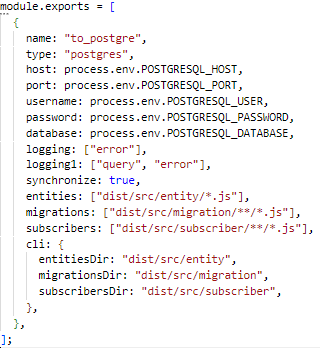 module.exports = [
  {
    name: "to_postgre",
    type: "postgres",
    host: process.env.POSTGRESQL_HOST,
    port: process.env.POSTGRESQL_PORT,
    username: process.env.POSTGRESQL_USER,
    password: process.env.POSTGRESQL_PASSWORD,
    database: process.env.POSTGRESQL_DATABASE,
    logging: ["error"],
    logging1: ["query", "error"],
    synchronize: true,
    entities: ["dist/src/entity/*.js"],
    migrations: ["dist/src/migration/**/*.js"],
    subscribers: ["dist/src/subscriber/**/*.js"],
    cli: {
      entitiesDir: "dist/src/entity",
      migrationsDir: "dist/src/migration",
      subscribersDir: "dist/src/subscriber",
    },
  },
];